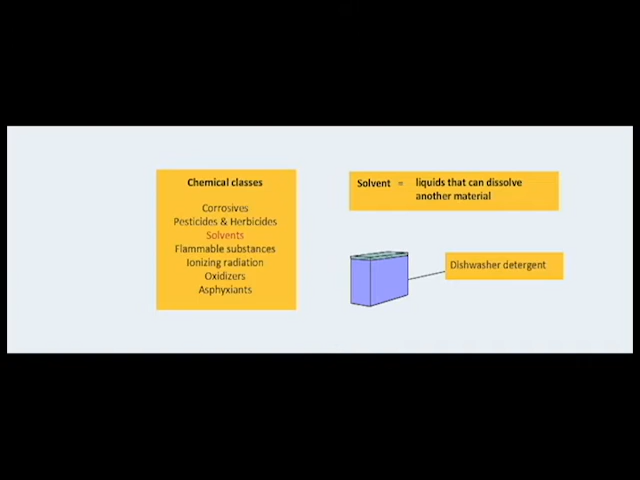 Chemical classes
Corrosives
Pesticides & Herbicides
Solvents
Flammable substances
Ionizing radiation
Oxidizers
Asphyxiants
Solvent = liquids that can dissolve
another material
Dishwasher detergent